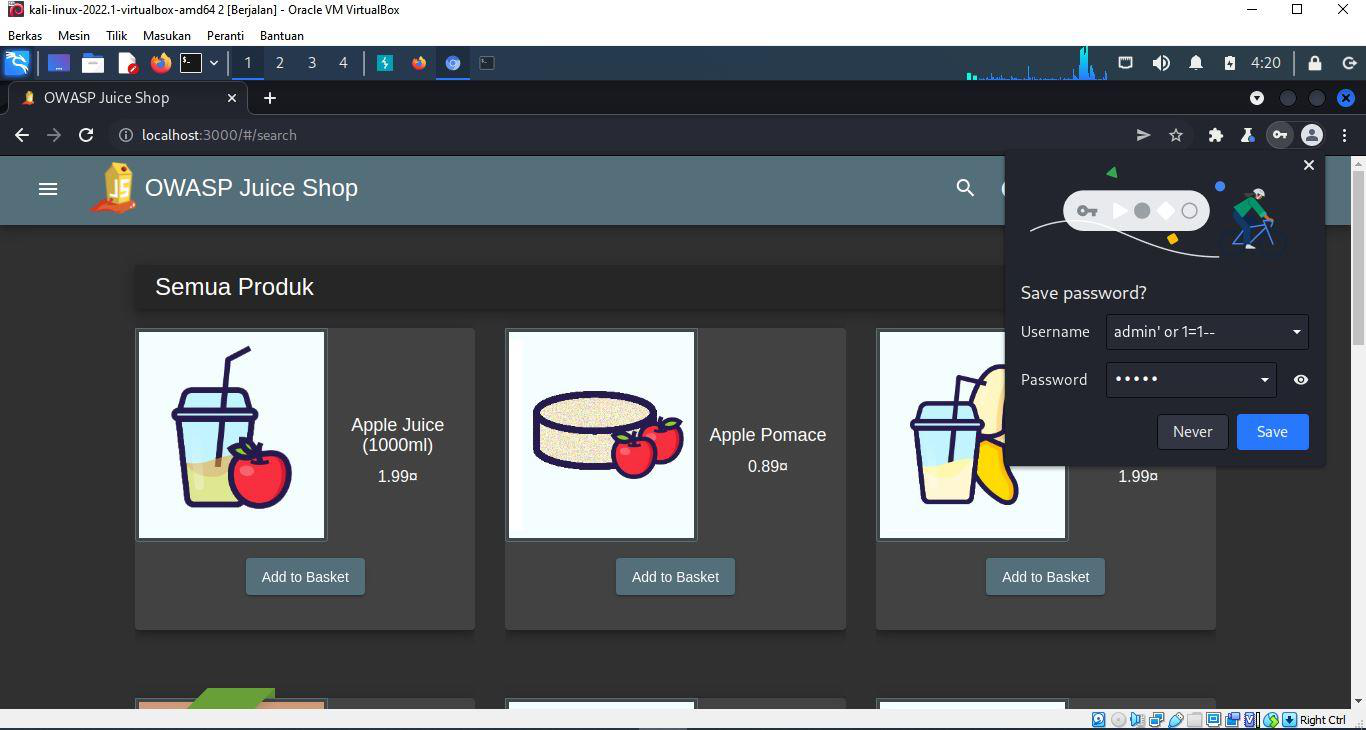 kali-linux-2022.1-virtualbox-amd64 2 [Berjalan] - Oracle VM VirtualBox
Berkas Mesin Tilik Masukan Peranti Bantuan
1 2 3 4 4:20
OWASP Juice Shop
localhost:3000/#/search
JS OWASP Juice Shop
Save password?
Username admin' or 1=1--
Password •••••
Never Save
Semua Produk
Apple Juice
(1000ml)
1.99¤
Add to Basket
Apple Pomace
0.89¤
Add to Basket
1.99¤
Add to Basket
Right Ctrl